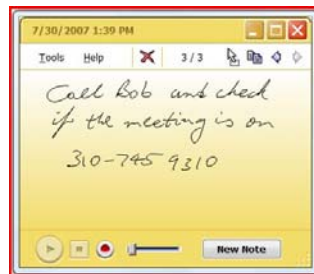 7/30/2007 1:39 PM
Tools Help 3 / 3
Call Bob and check
if the meeting is on
310-745 9310
New Note